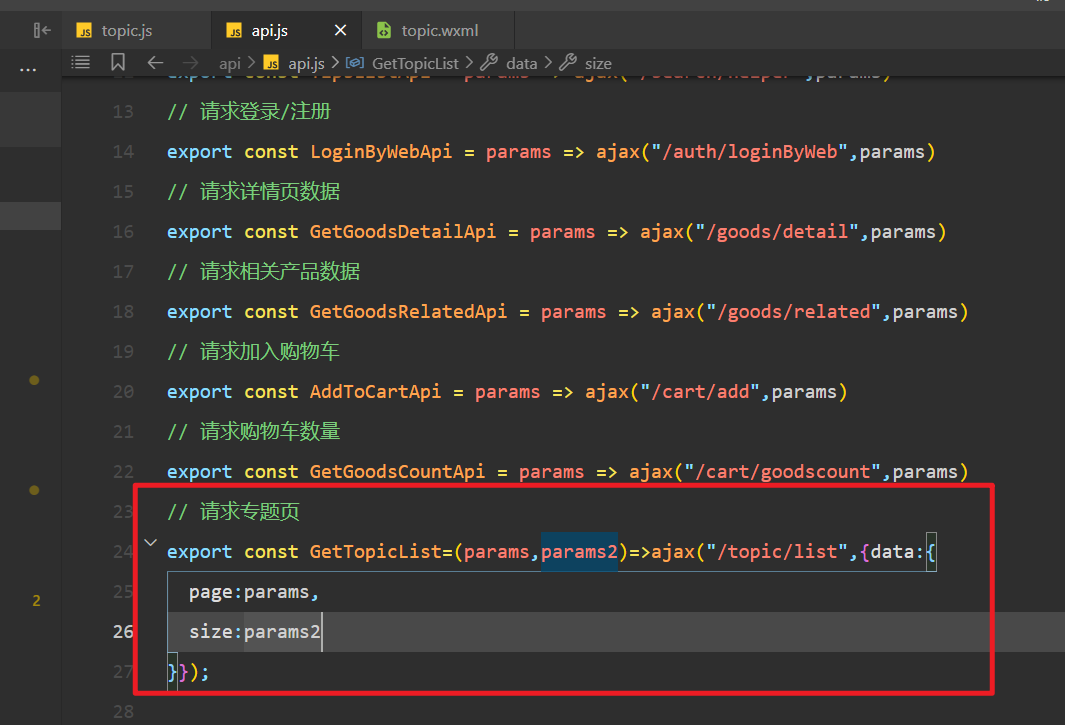 topic.js
api.js
topic.wxml
api > api.js > GetTopicList > data > size
13 // 请求登录/注册
14 export const LoginByWebApi = params => ajax("/auth/loginByWeb",params)
15 // 请求详情页数据
16 export const GetGoodsDetailApi = params => ajax("/goods/detail",params)
17 // 请求相关产品数据
18 export const GetGoodsRelatedApi = params => ajax("/goods/related",params)
19 // 请求加入购物车
20 export const AddToCartApi = params => ajax("/cart/add",params)
21 // 请求购物车数量
22 export const GetGoodsCountApi = params => ajax("/cart/goodscount",params)
23 // 请求专题页
24 export const GetTopicList=(params,params2)=>ajax("/topic/list",{data:{
25 page:params,
2
26 size:params2
27 }});
28